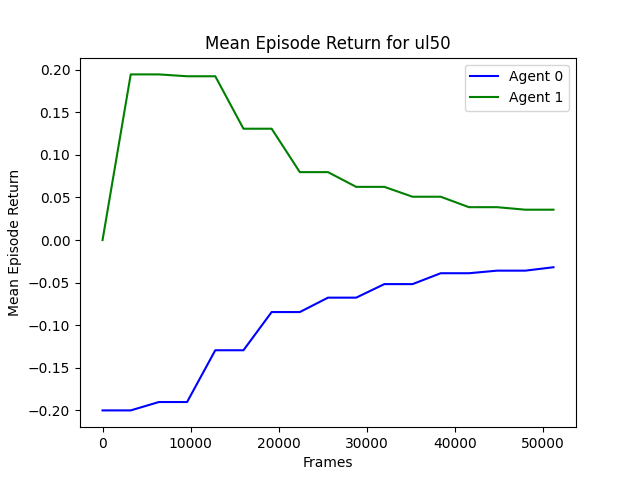 Mean Episode Return for ul50
Agent 0
Agent 1
Mean Episode Return
0.20
0.15
0.10
0.05
0.00
−0.05
−0.10
−0.15
−0.20
0 10000 20000 30000 40000 50000
Frames